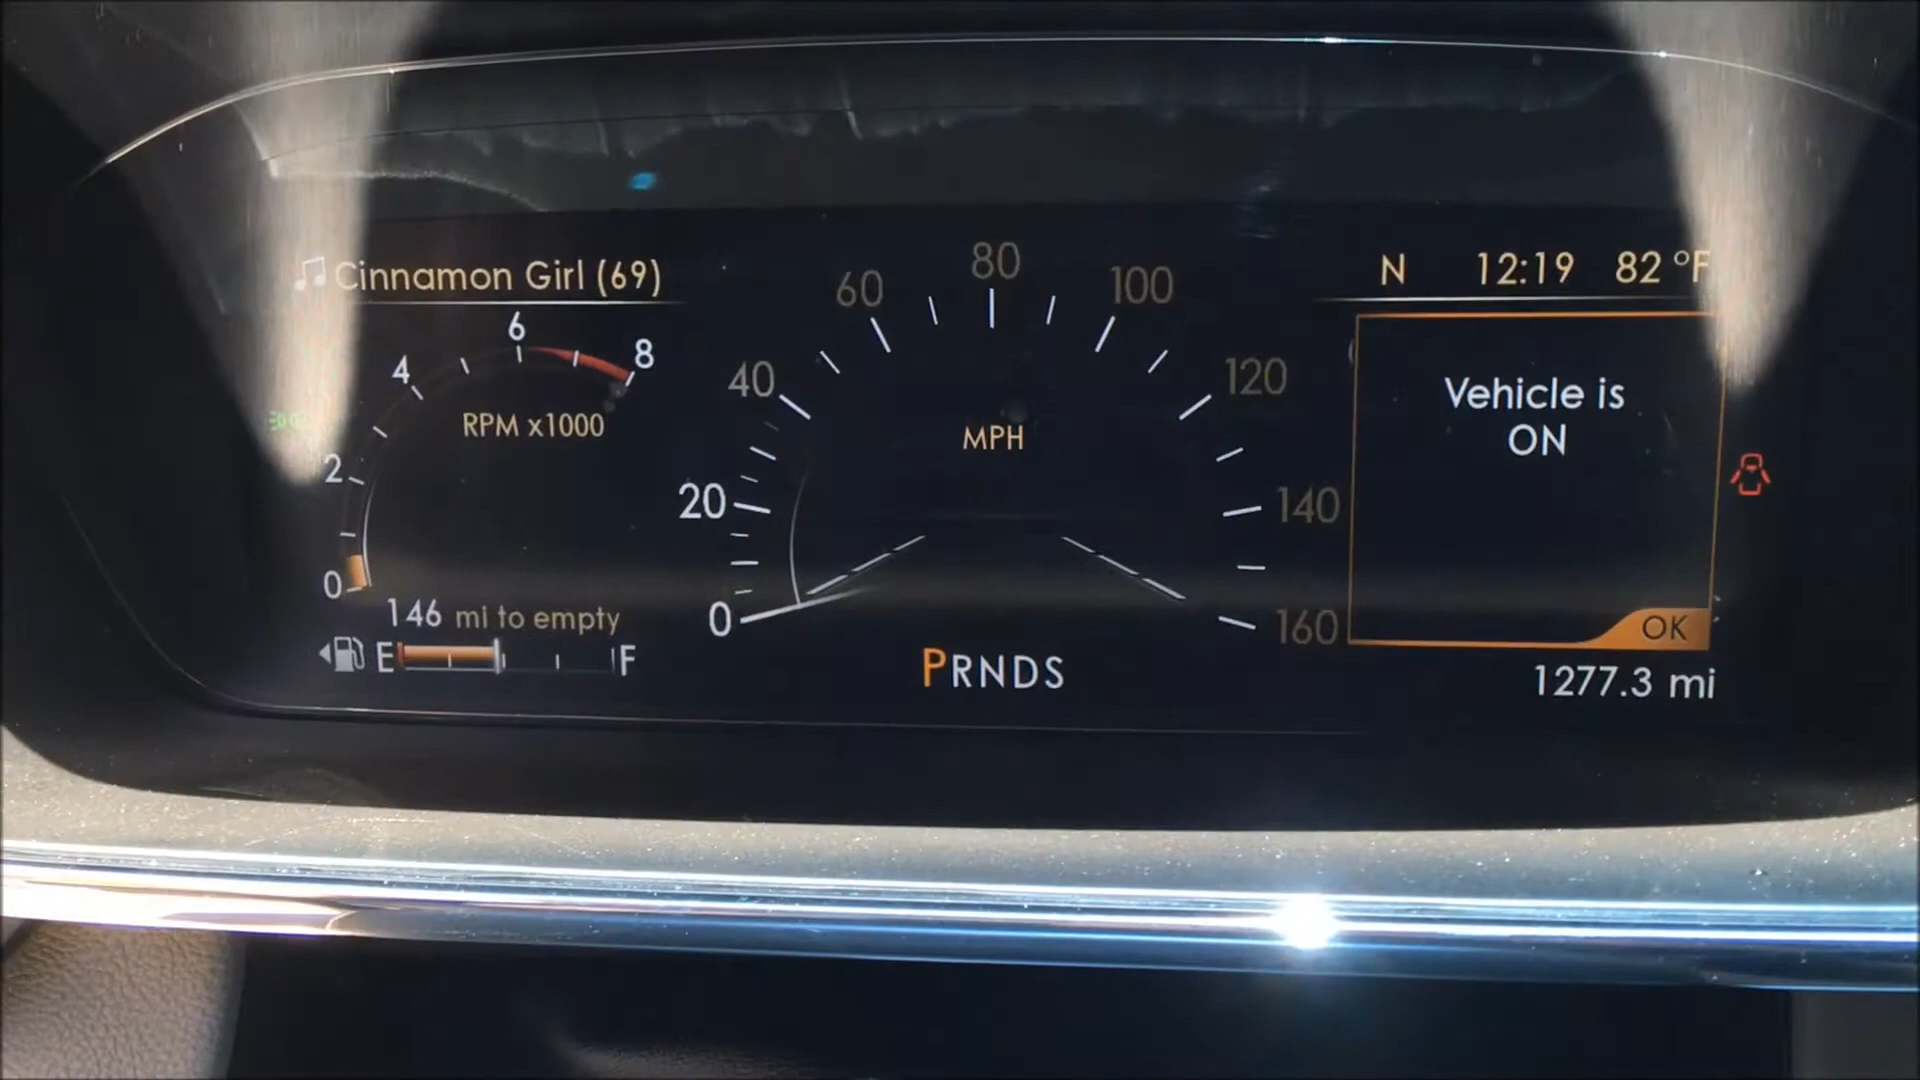 Cinnamon Girl (69)
N 12:19 82 °F
0 2 4 6 8
RPM x1000
0 20 40 60 80 100 120 140 160
MPH
Vehicle is
ON
OK
146 mi to empty
E F
PRNDS
1277.3 mi